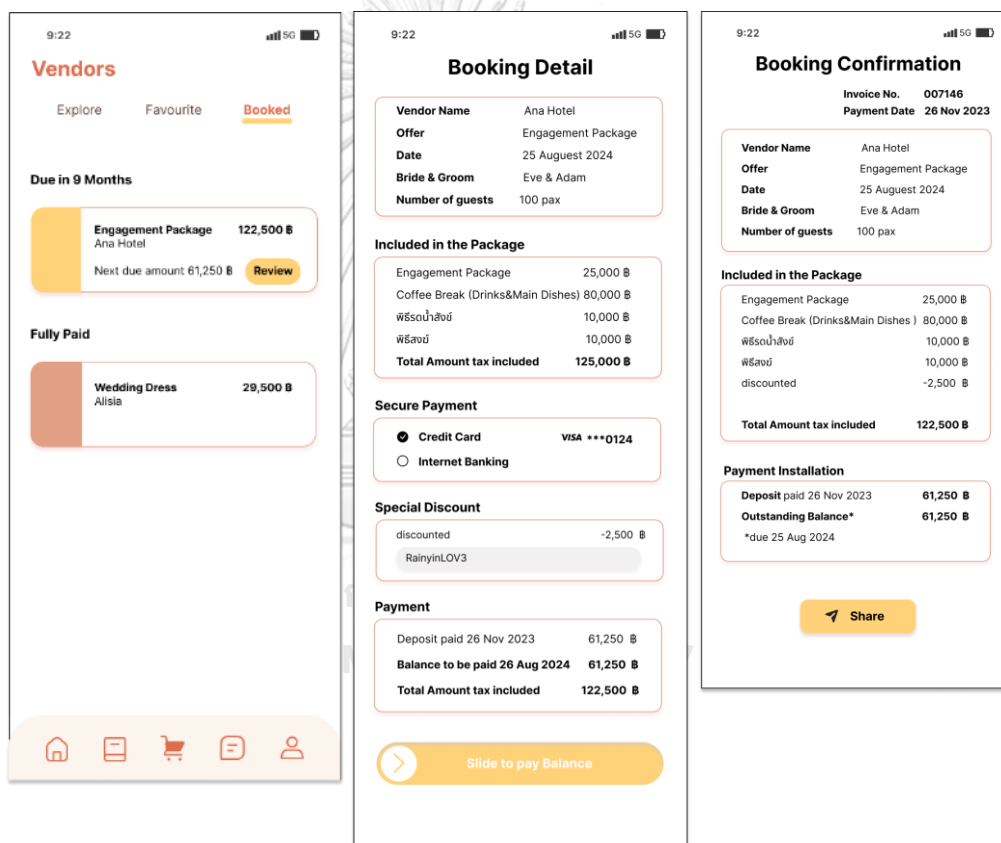 9:22
5G
Vendors
Explore Favourite Booked
Due in 9 Months
Engagement Package 122,500 ฿
Ana Hotel
Next due amount 61,250 ฿ Review
Fully Paid
Wedding Dress 29,500 ฿
Alisia
9:22
5G
Booking Detail
Vendor Name Ana Hotel
Offer Engagement Package
Date 25 Auguest 2024
Bride & Groom Eve & Adam
Number of guests 100 pax
Included in the Package
Engagement Package 25,000 ฿
Coffee Break (Drinks&Main Dishes) 80,000 ฿
พิธีรดน้ำสังข์ 10,000 ฿
พิธีสงฆ์ 10,000 ฿
Total Amount tax included 125,000 ฿
Secure Payment
Credit Card VISA ***0124
Internet Banking
Special Discount
discounted -2,500 ฿
RainyinLOV3
Payment
Deposit paid 26 Nov 2023 61,250 ฿
Balance to be paid 26 Aug 2024 61,250 ฿
Total Amount tax included 122,500 ฿
Slide to pay Balance
9:22
5G
Booking Confirmation
Invoice No. 007146
Payment Date 26 Nov 2023
Vendor Name Ana Hotel
Offer Engagement Package
Date 25 Auguest 2024
Bride & Groom Eve & Adam
Number of guests 100 pax
Included in the Package
Engagement Package 25,000 ฿
Coffee Break (Drinks&Main Dishes ) 80,000 ฿
พิธีรดน้ำสังข์ 10,000 ฿
พิธีสงฆ์ 10,000 ฿
discounted -2,500 ฿
Total Amount tax included 122,500 ฿
Payment Installation
Deposit paid 26 Nov 2023 61,250 ฿
Outstanding Balance* 61,250 ฿
*due 25 Aug 2024
Share